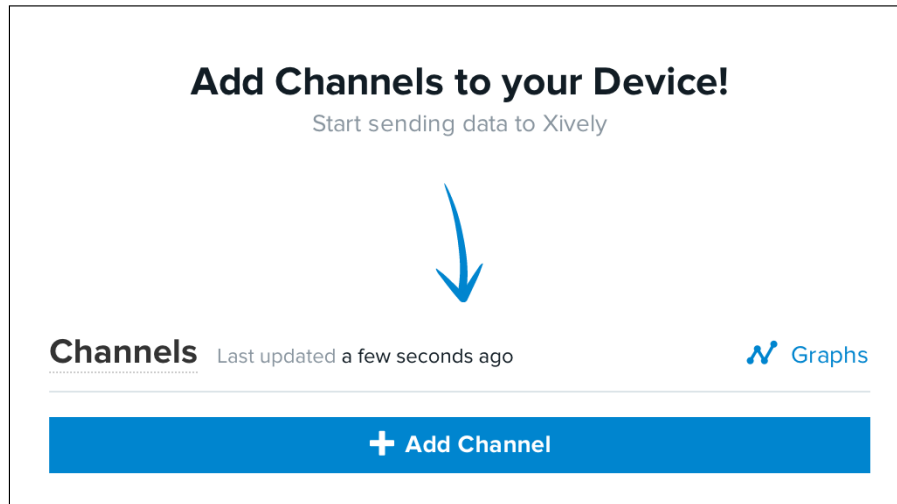 Add Channels to your Device!
Start sending data to Xively
Channels Last updated a few seconds ago Graphs
Add Channel